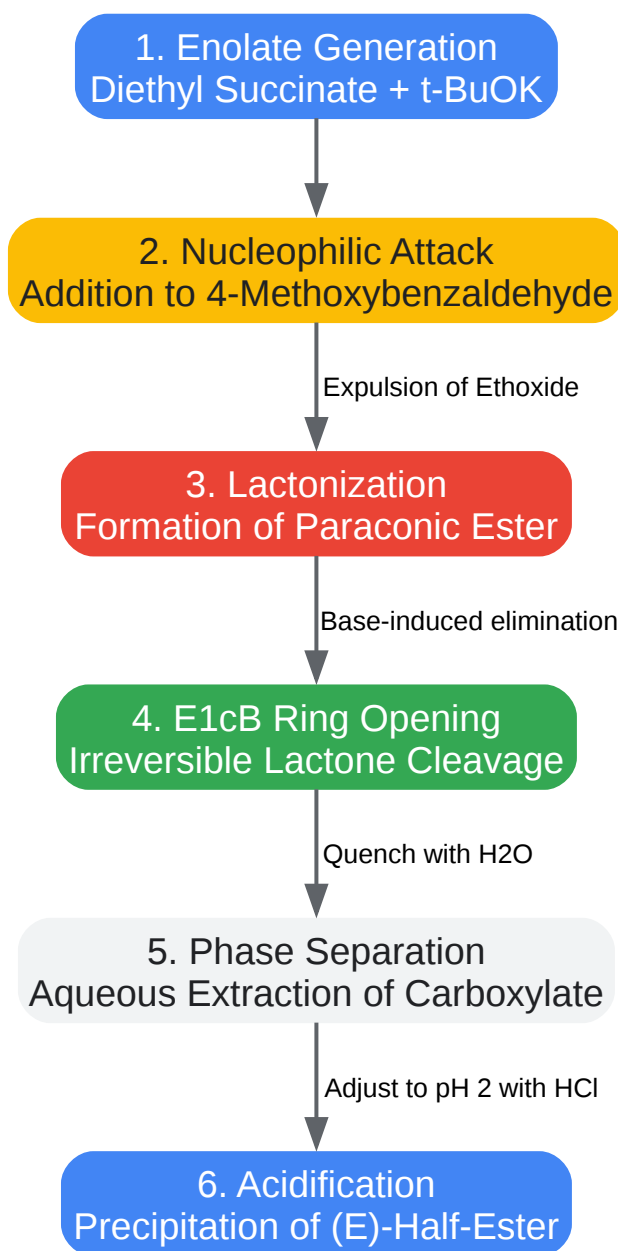 1. Enolate Generation
Diethyl Succinate + t-BuOK
2. Nucleophilic Attack
Addition to 4-Methoxybenzaldehyde
Expulsion of Ethoxide
3. Lactonization
Formation of Paraconic Ester
Base-induced elimination
4. E1cB Ring Opening
Irreversible Lactone Cleavage
Quench with H2O
5. Phase Separation
Aqueous Extraction of Carboxylate
Adjust to pH 2 with HCl
6. Acidification
Precipitation of (E)-Half-Ester